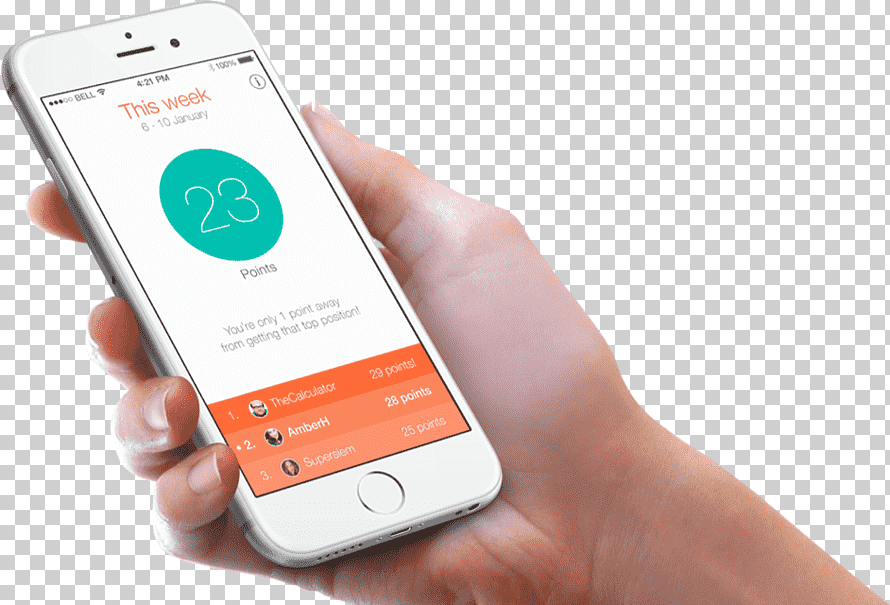 BELL 4:21 PM 100%
This week
6 - 10 January
i
23
Points
You're only 1 point away
from getting that top position!
1. TheCalculator 29 points!
2. AmberH 28 points
3. Superslem 25 points